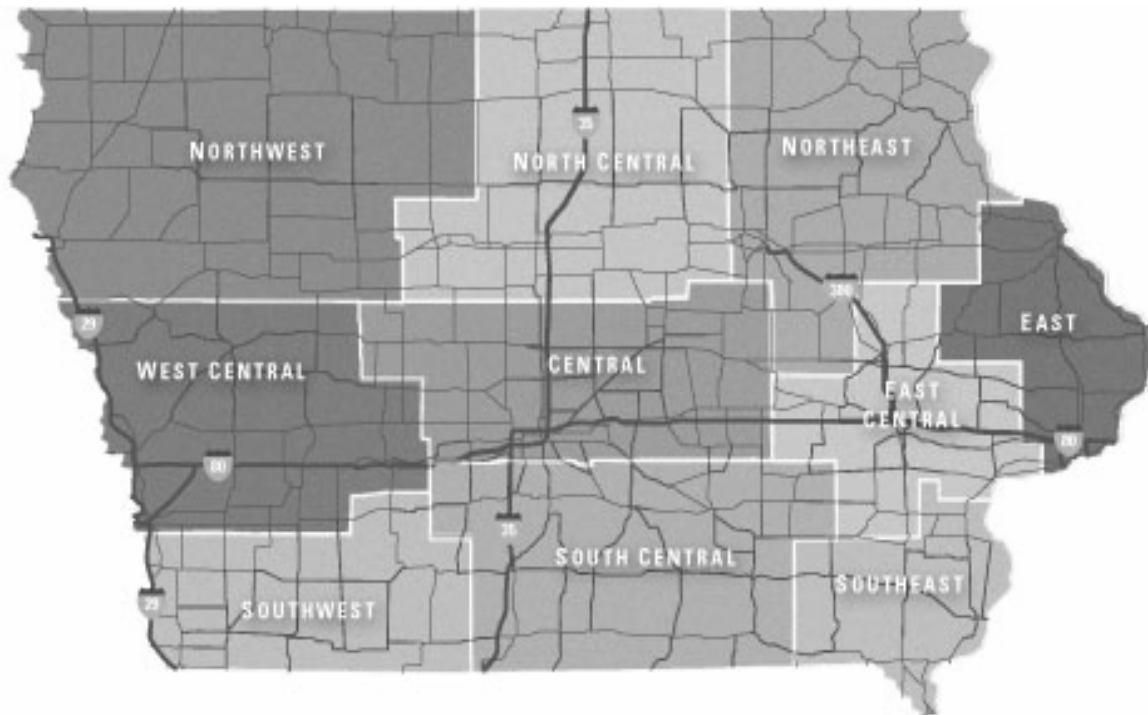 35
NORTHWEST
NORTH CENTRAL
NORTHEAST
380
29
EAST
WEST CENTRAL
CENTRAL
EAST
CENTRAL
80
80
35
SOUTH CENTRAL
SOUTHEAST
29
SOUTHWEST